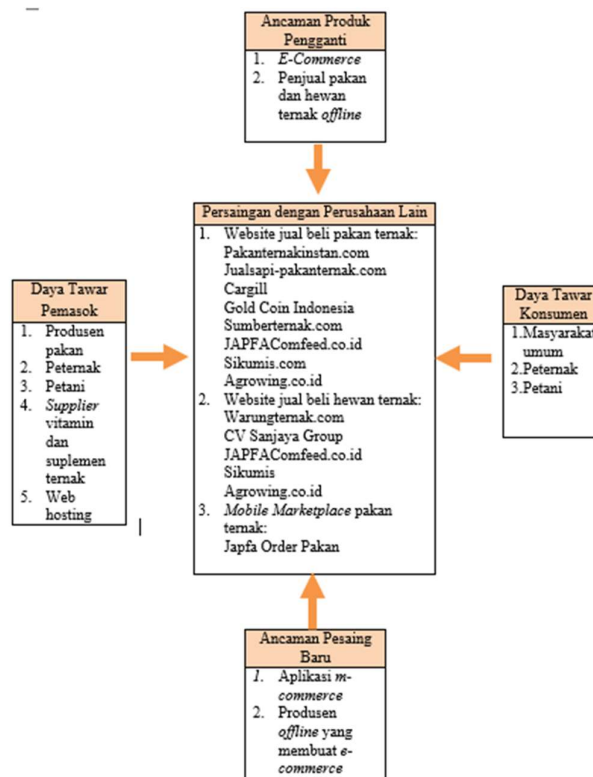 Ancaman Produk
Pengganti
1. E-Commerce
2. Penjual pakan
dan hewan
ternak offline
Persaingan dengan Perusahaan Lain
1. Website jual beli pakan ternak:
Pakanternakinstan.com
Jualsapi-pakanternak.com
Cargill
Gold Coin Indonesia
Sumberternak.com
JAPFAComfeed.co.id
Sikumis.com
Agrowing.co.id
2. Website jual beli hewan ternak:
Warungternak.com
CV Sanjaya Group
JAPFAComfeed.co.id
Sikumis
Agrowing.co.id
3. Mobile Marketplace pakan
ternak:
Japfa Order Pakan
Daya Tawar
Pemasok
1. Produsen
pakan
2. Peternak
3. Petani
4. Supplier
vitamin
dan
suplemen
ternak
5. Web
hosting
Daya Tawar
Konsumen
1.Masyarakat
umum
2.Peternak
3.Petani
Ancaman Pesaing
Baru
1. Aplikasi m-
commerce
2. Produsen
offline yang
membuat e-
commerce